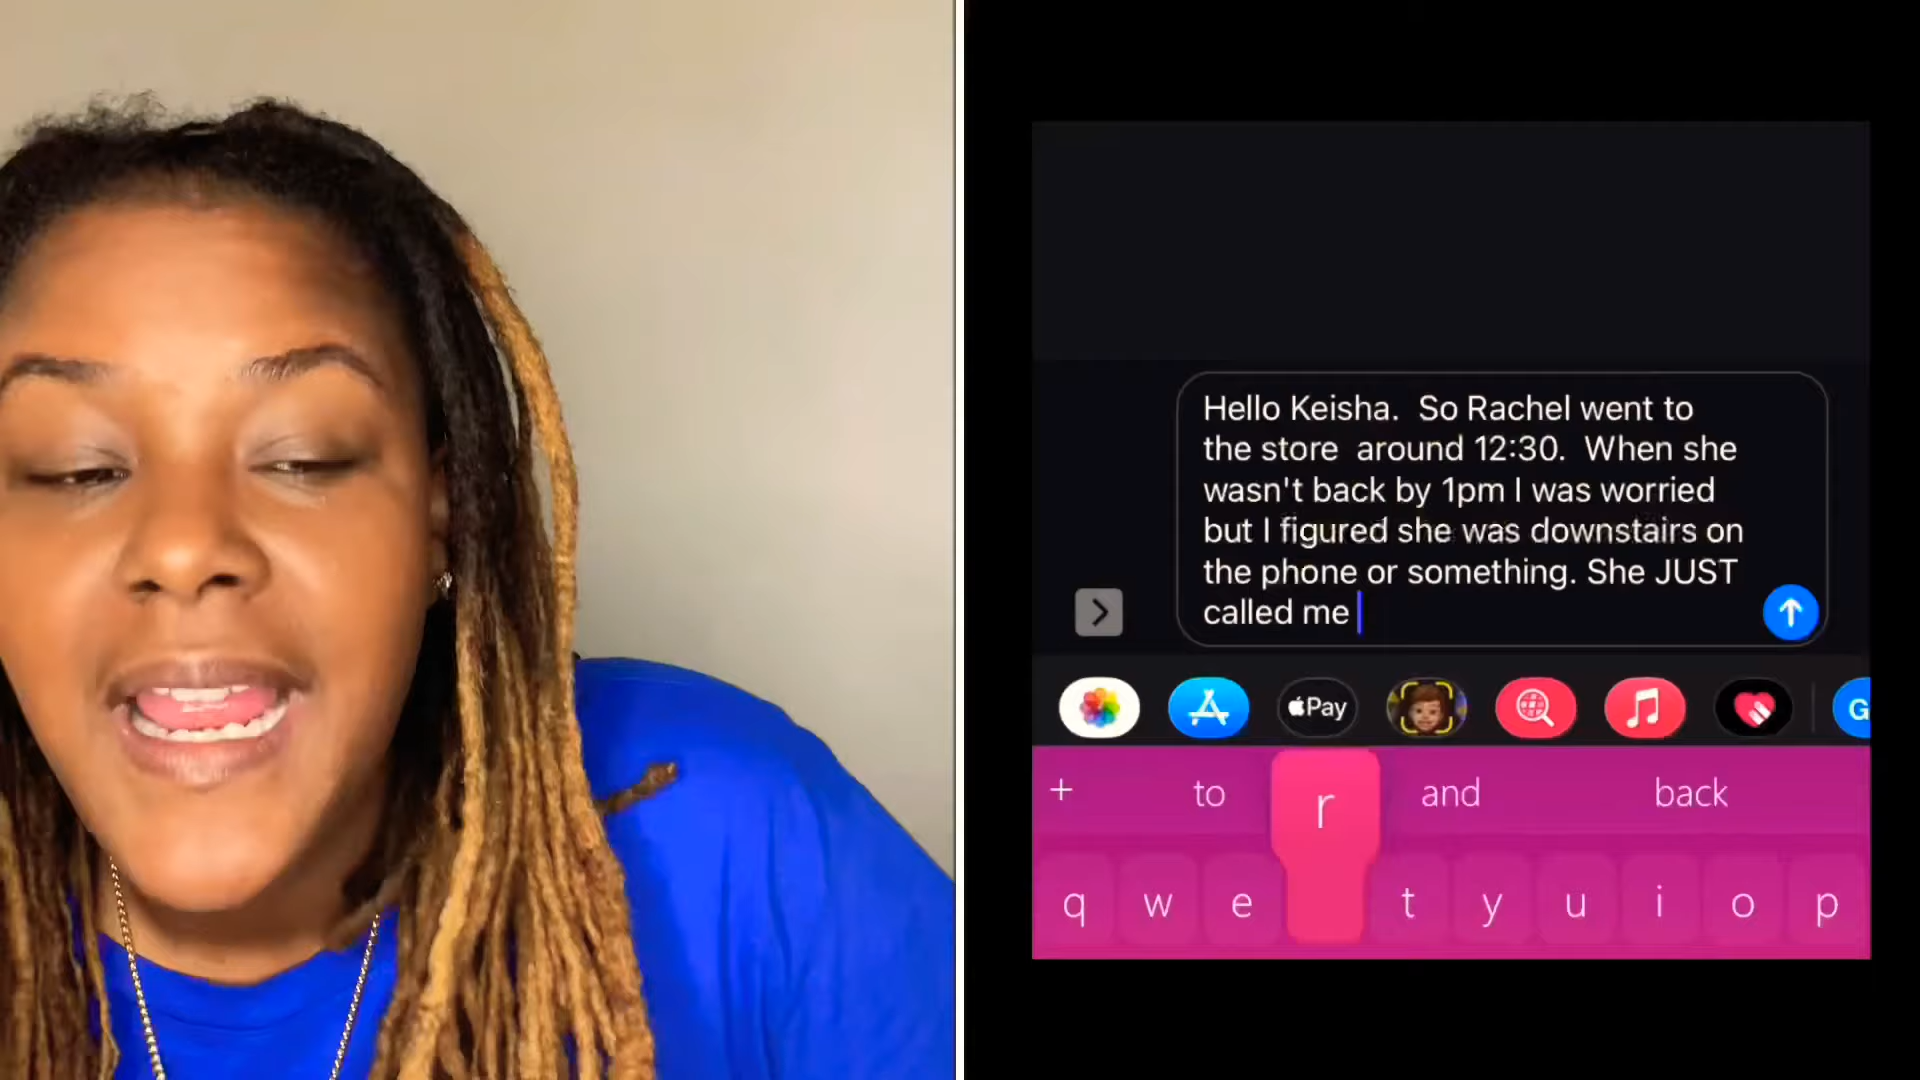 Hello Keisha.  So Rachel went to
the store  around 12:30.  When she
wasn't back by 1pm I was worried
but I figured she was downstairs on
the phone or something. She JUST
called me
Pay
G
+ to r and back
q w e t y u i o p